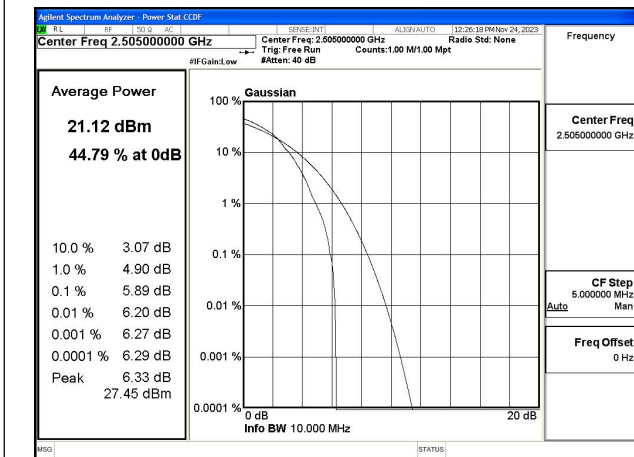 Agilent Spectrum Analyzer - Power Stat CCDF
RL RF 50 Ω AC SENSE:INT ALIGN AUTO 12:26:18 PM Nov 24, 2023
Center Freq 2.505000000 GHz
Center Freq: 2.505000000 GHz Radio Std: None
Trig: Free Run Counts:1.00 M/1.00 Mpt
#IFGain:Low #Atten: 40 dB
Frequency
Average Power
21.12 dBm
44.79 % at 0dB
10.0 % 3.07 dB
1.0 % 4.90 dB
0.1 % 5.89 dB
0.01 % 6.20 dB
0.001 % 6.27 dB
0.0001 % 6.29 dB
Peak 6.33 dB
27.45 dBm
Gaussian
100 %
10 %
1 %
0.1 %
0.01 %
0.001 %
0.0001 %
0 dB 20 dB
Info BW 10.000 MHz
Center Freq
2.505000000 GHz
CF Step
5.000000 MHz
Auto Man
Freq Offset
0 Hz
MSG STATUS